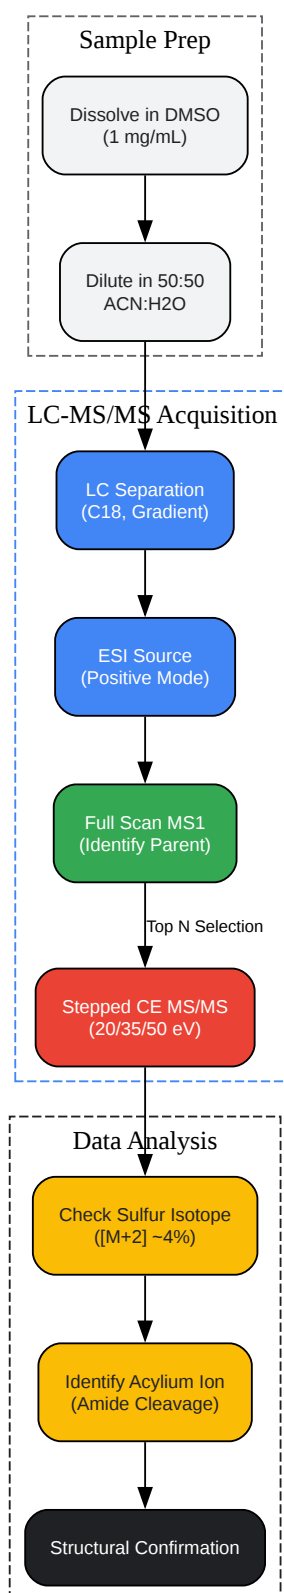 Sample Prep
Dissolve in DMSO
(1 mg/mL)
Dilute in 50:50
ACN:H2O
LC-MS/MS Acquisition
LC Separation
(C18, Gradient)
ESI Source
(Positive Mode)
Full Scan MS1
(Identify Parent)
Top N Selection
Stepped CE MS/MS
(20/35/50 eV)
Data Analysis
Check Sulfur Isotope
([M+2] ~4%)
Identify Acylium Ion
(Amide Cleavage)
Structural Confirmation